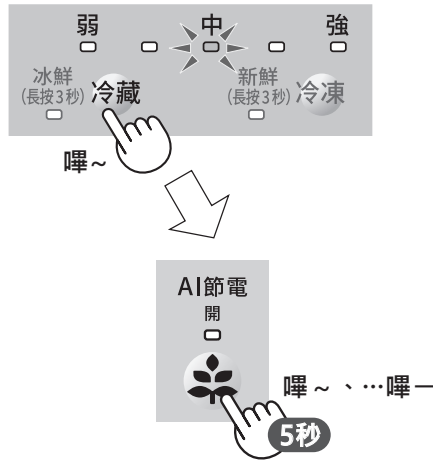 弱 中 強
冰鮮 新鮮
(長按3秒) 冷藏 (長按3秒) 冷凍
嗶~
AI節電
開
嗶~、⋯嗶—
5秒